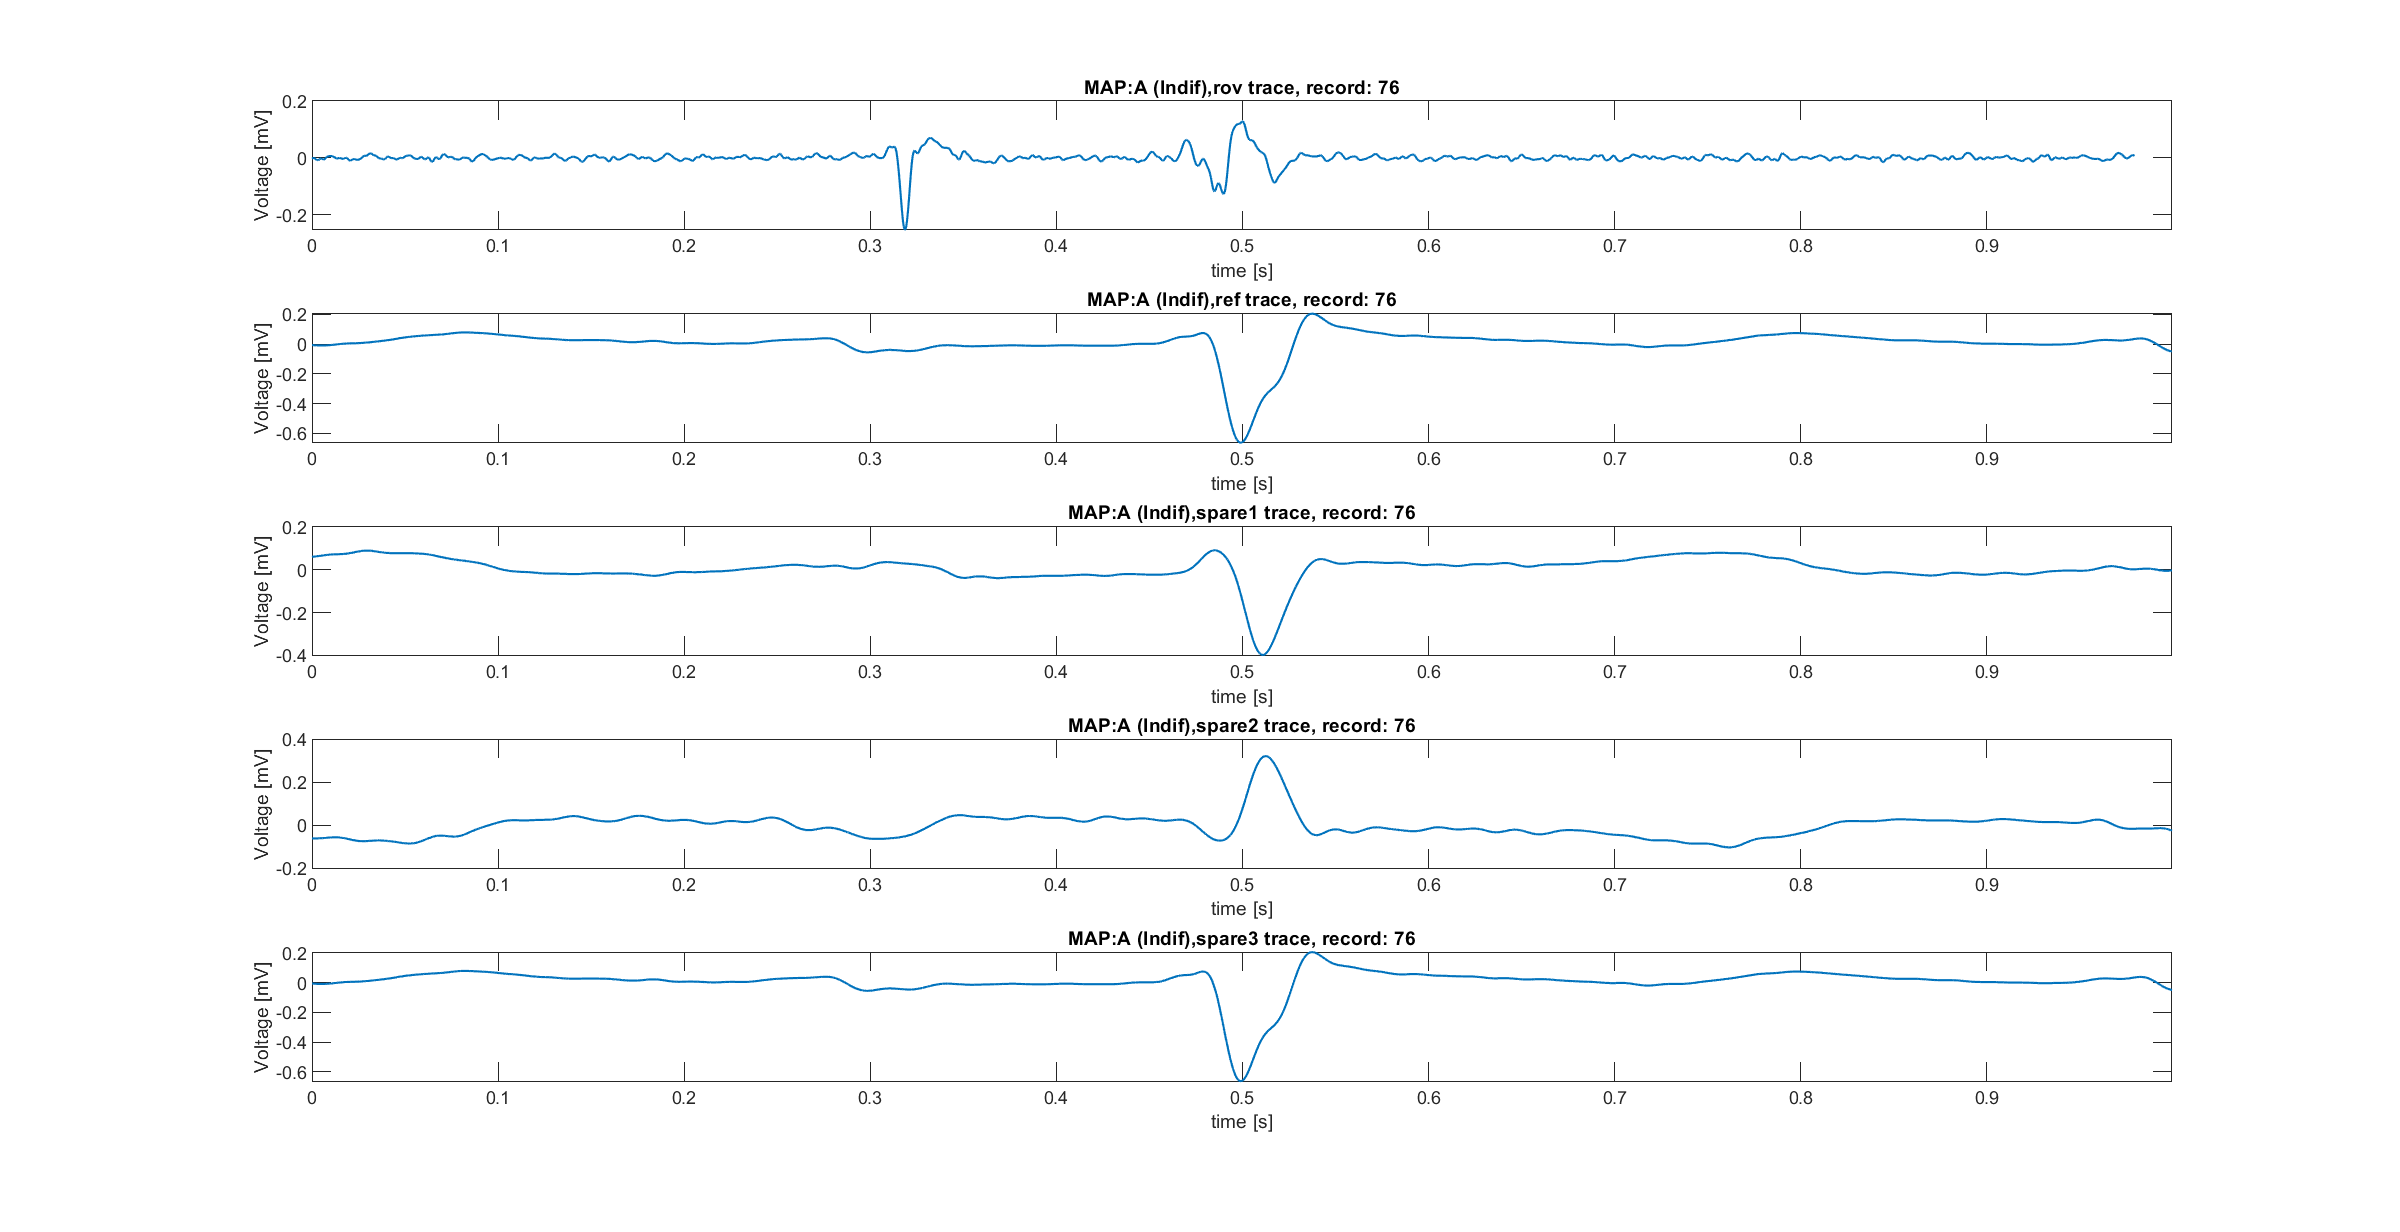 MAP:A (Indif),rov trace, record: 76
Voltage [mV]
0.2
0
-0.2
0 0.1 0.2 0.3 0.4 0.5 0.6 0.7 0.8 0.9
time [s]
MAP:A (Indif),ref trace, record: 76
Voltage [mV]
0.2
0
-0.2
-0.4
-0.6
0 0.1 0.2 0.3 0.4 0.5 0.6 0.7 0.8 0.9
time [s]
MAP:A (Indif),spare1 trace, record: 76
Voltage [mV]
0.2
0
-0.2
-0.4
0 0.1 0.2 0.3 0.4 0.5 0.6 0.7 0.8 0.9
time [s]
MAP:A (Indif),spare2 trace, record: 76
Voltage [mV]
0.4
0.2
0
-0.2
0 0.1 0.2 0.3 0.4 0.5 0.6 0.7 0.8 0.9
time [s]
MAP:A (Indif),spare3 trace, record: 76
Voltage [mV]
0.2
0
-0.2
-0.4
-0.6
0 0.1 0.2 0.3 0.4 0.5 0.6 0.7 0.8 0.9
time [s]